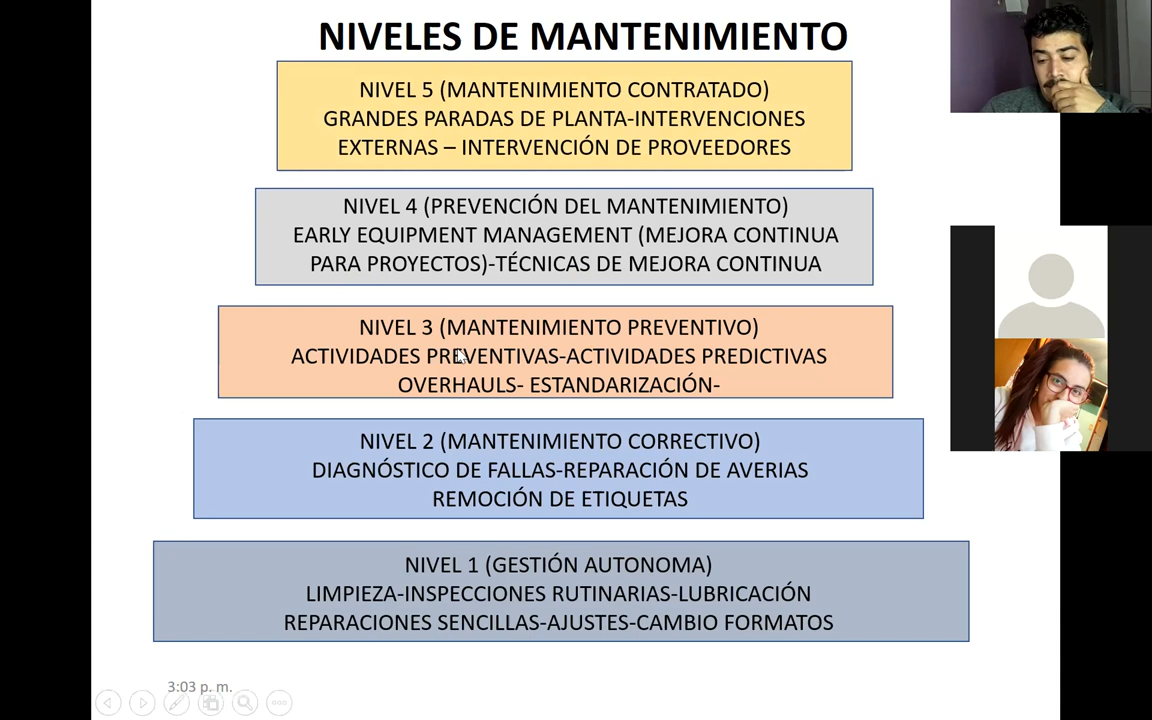 NIVELES DE MANTENIMIENTO
NIVEL 5 (MANTENIMIENTO CONTRATADO)
GRANDES PARADAS DE PLANTA-INTERVENCIONES
EXTERNAS – INTERVENCIÓN DE PROVEEDORES
NIVEL 4 (PREVENCIÓN DEL MANTENIMIENTO)
EARLY EQUIPMENT MANAGEMENT (MEJORA CONTINUA
PARA PROYECTOS)-TÉCNICAS DE MEJORA CONTINUA
NIVEL 3 (MANTENIMIENTO PREVENTIVO)
ACTIVIDADES PREVENTIVAS-ACTIVIDADES PREDICTIVAS
OVERHAULS- ESTANDARIZACIÓN-
NIVEL 2 (MANTENIMIENTO CORRECTIVO)
DIAGNÓSTICO DE FALLAS-REPARACIÓN DE AVERIAS
REMOCIÓN DE ETIQUETAS
NIVEL 1 (GESTIÓN AUTONOMA)
LIMPIEZA-INSPECCIONES RUTINARIAS-LUBRICACIÓN
REPARACIONES SENCILLAS-AJUSTES-CAMBIO FORMATOS
3:03 p. m.